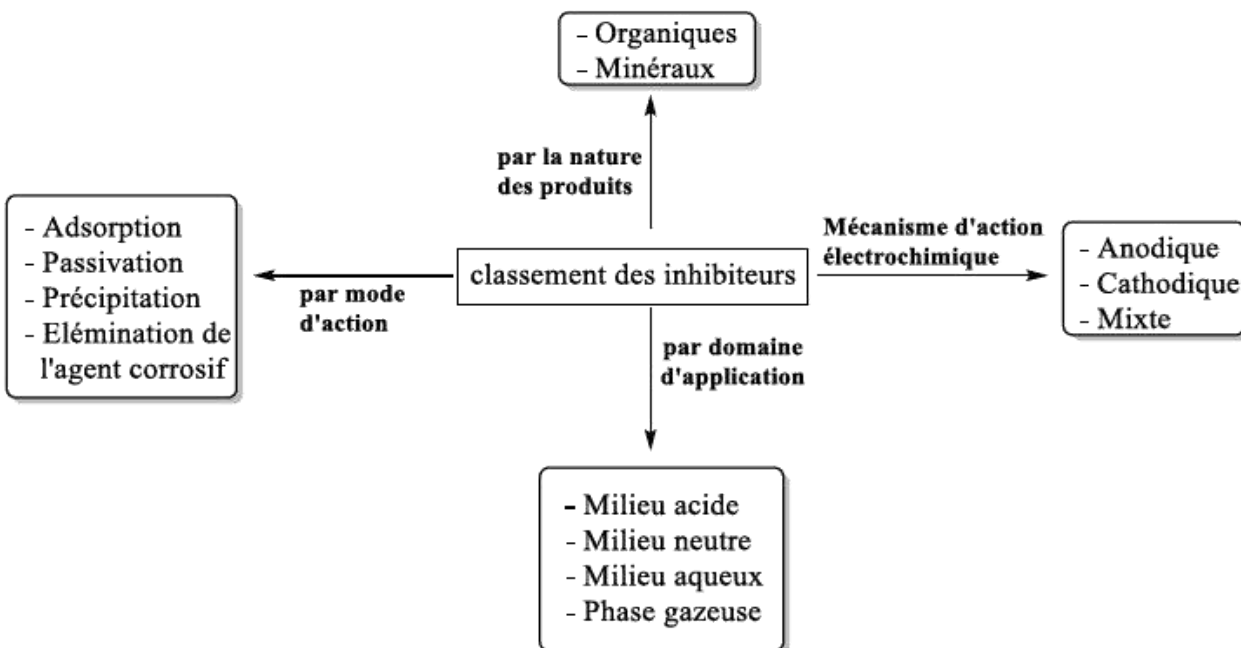 - Organiques
- Minéraux
par la nature
des produits
Mécanisme d'action
électrochimique
- Adsorption
- Passivation
- Précipitation
- Elémination de
l'agent corrosif
par mode
d'action
classement des inhibiteurs
- Anodique
- Cathodique
- Mixte
par domaine
d'application
- Milieu acide
- Milieu neutre
- Milieu aqueux
- Phase gazeuse